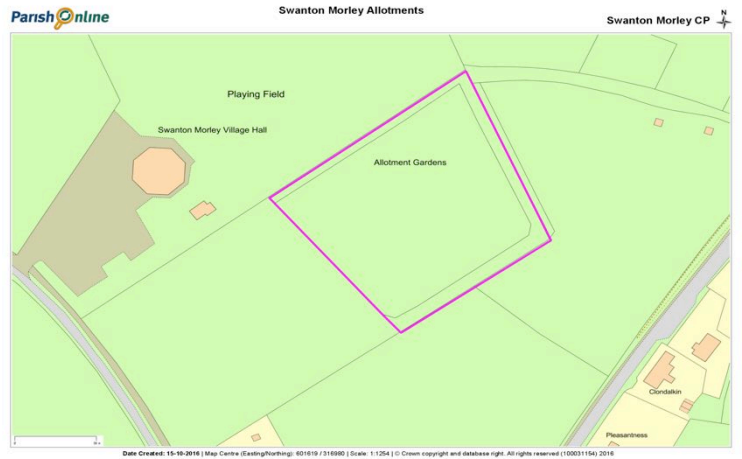 Parish Online
Swanton Morley Allotments
Swanton Morley CP
N
Playing Field
Swanton Morley Village Hall
Allotment Gardens
Clondalkin
Pleasantness
Date Created: 15-10-2016 | Map Centre (Easting/Northing): 601619 / 316980 | Scale: 1:1254 | © Crown copyright and database right. All rights reserved (100031154) 2016